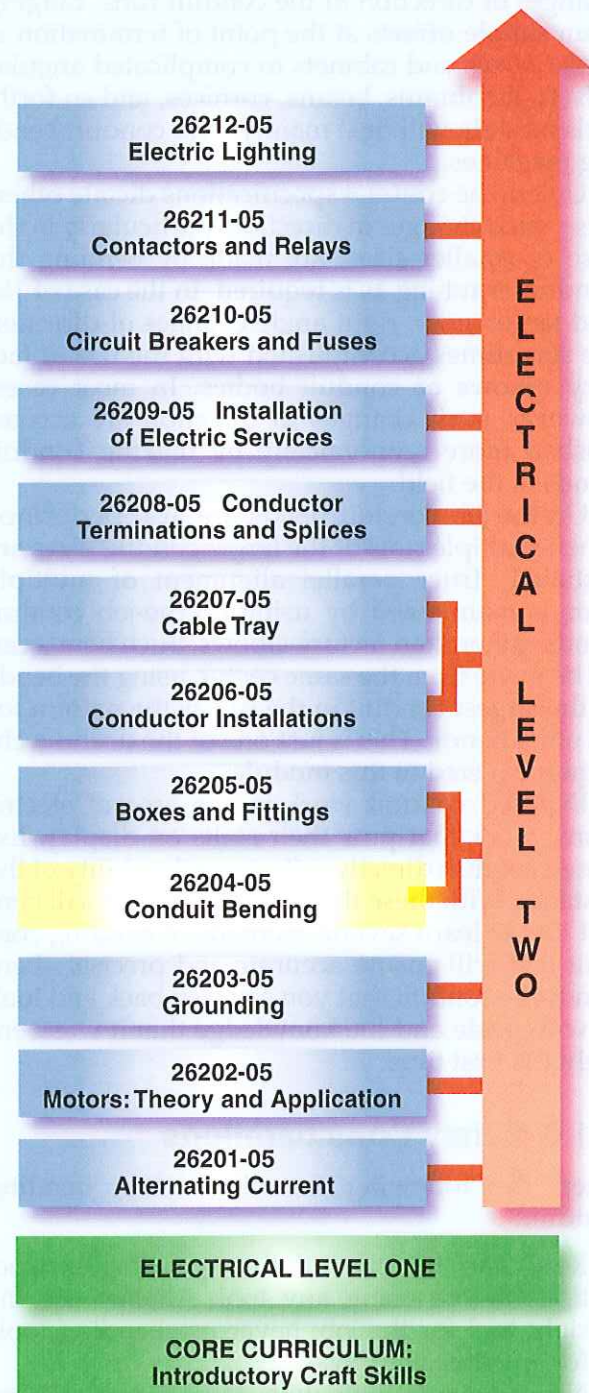 26212-05
Electric Lighting
26211-05
Contactors and Relays
26210-05
Circuit Breakers and Fuses
26209-05 Installation
of Electric Services
26208-05 Conductor
Terminations and Splices
26207-05
Cable Tray
26206-05
Conductor Installations
26205-05
Boxes and Fittings
26204-05
Conduit Bending
26203-05
Grounding
26202-05
Motors: Theory and Application
26201-05
Alternating Current
ELECTRICAL LEVEL TWO
ELECTRICAL LEVEL ONE
CORE CURRICULUM:
Introductory Craft Skills